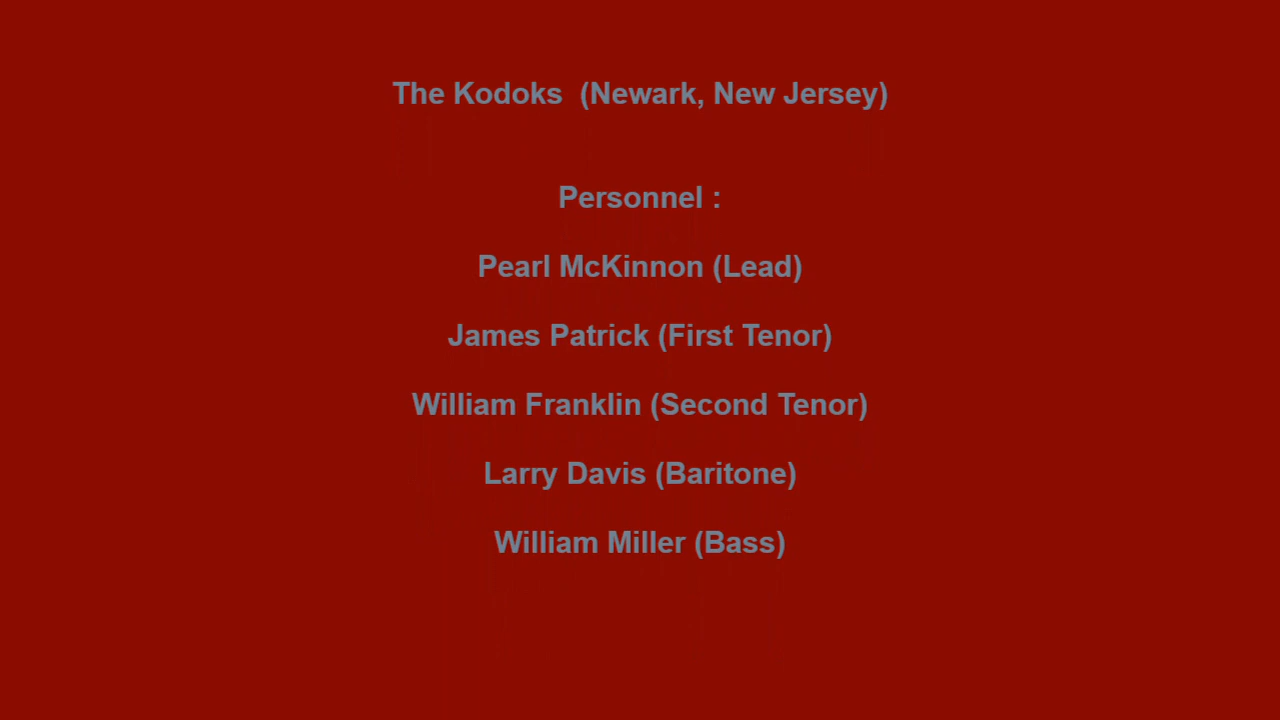 The Kodoks  (Newark, New Jersey)
Personnel :
Pearl McKinnon (Lead)
James Patrick (First Tenor)
William Franklin (Second Tenor)
Larry Davis (Baritone)
William Miller (Bass)